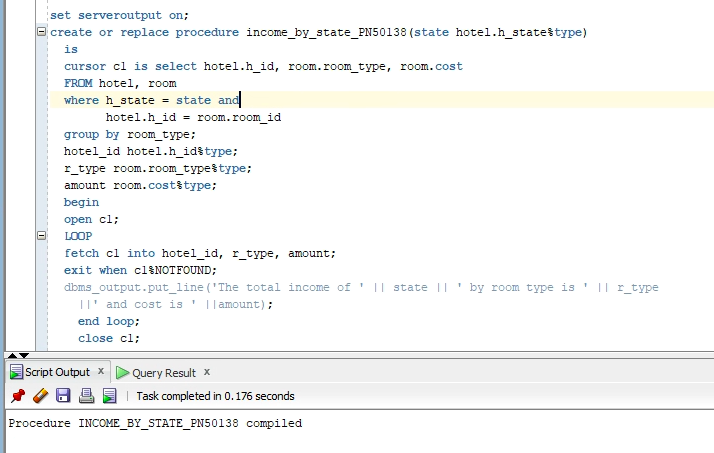 set serveroutput on;
create or replace procedure income_by_state_PN50138(state hotel.h_state%type)
is
cursor c1 is select hotel.h_id, room.room_type, room.cost
FROM hotel, room
where h_state = state and
hotel.h_id = room.room_id
group by room_type;
hotel_id hotel.h_id%type;
r_type room.room_type%type;
amount room.cost%type;
begin
open c1;
LOOP
fetch c1 into hotel_id, r_type, amount;
exit when c1%NOTFOUND;
dbms_output.put_line('The total income of ' || state || ' by room type is ' || r_type
||' and cost is ' ||amount);
end loop;
close c1;
Script Output x Query Result x
Task completed in 0.176 seconds
Procedure INCOME_BY_STATE_PN50138 compiled